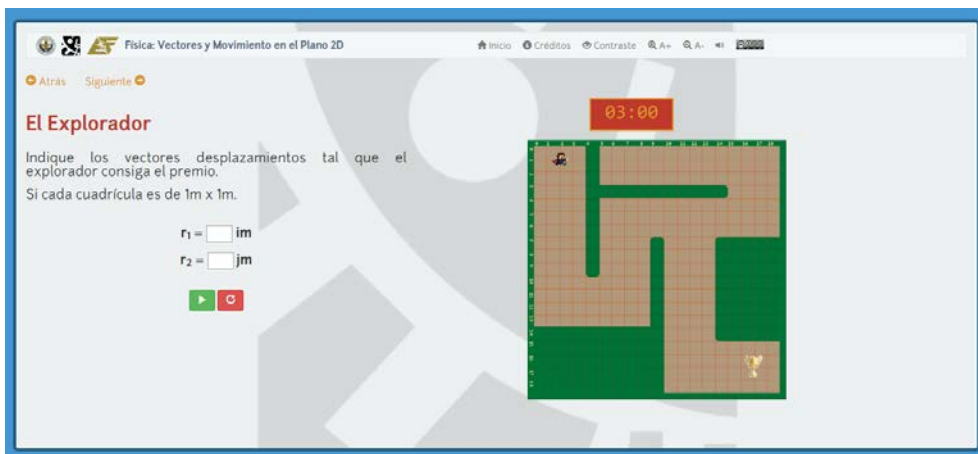 Física: Vectores y Movimiento en el Plano 2D
Inicio Créditos Contraste A+ A-
Atrás Siguiente
El Explorador
03:00
Indique los vectores desplazamientos tal que el
explorador consiga el premio.
Si cada cuadrícula es de 1m x 1m.
r₁ = im
r₂ = jm